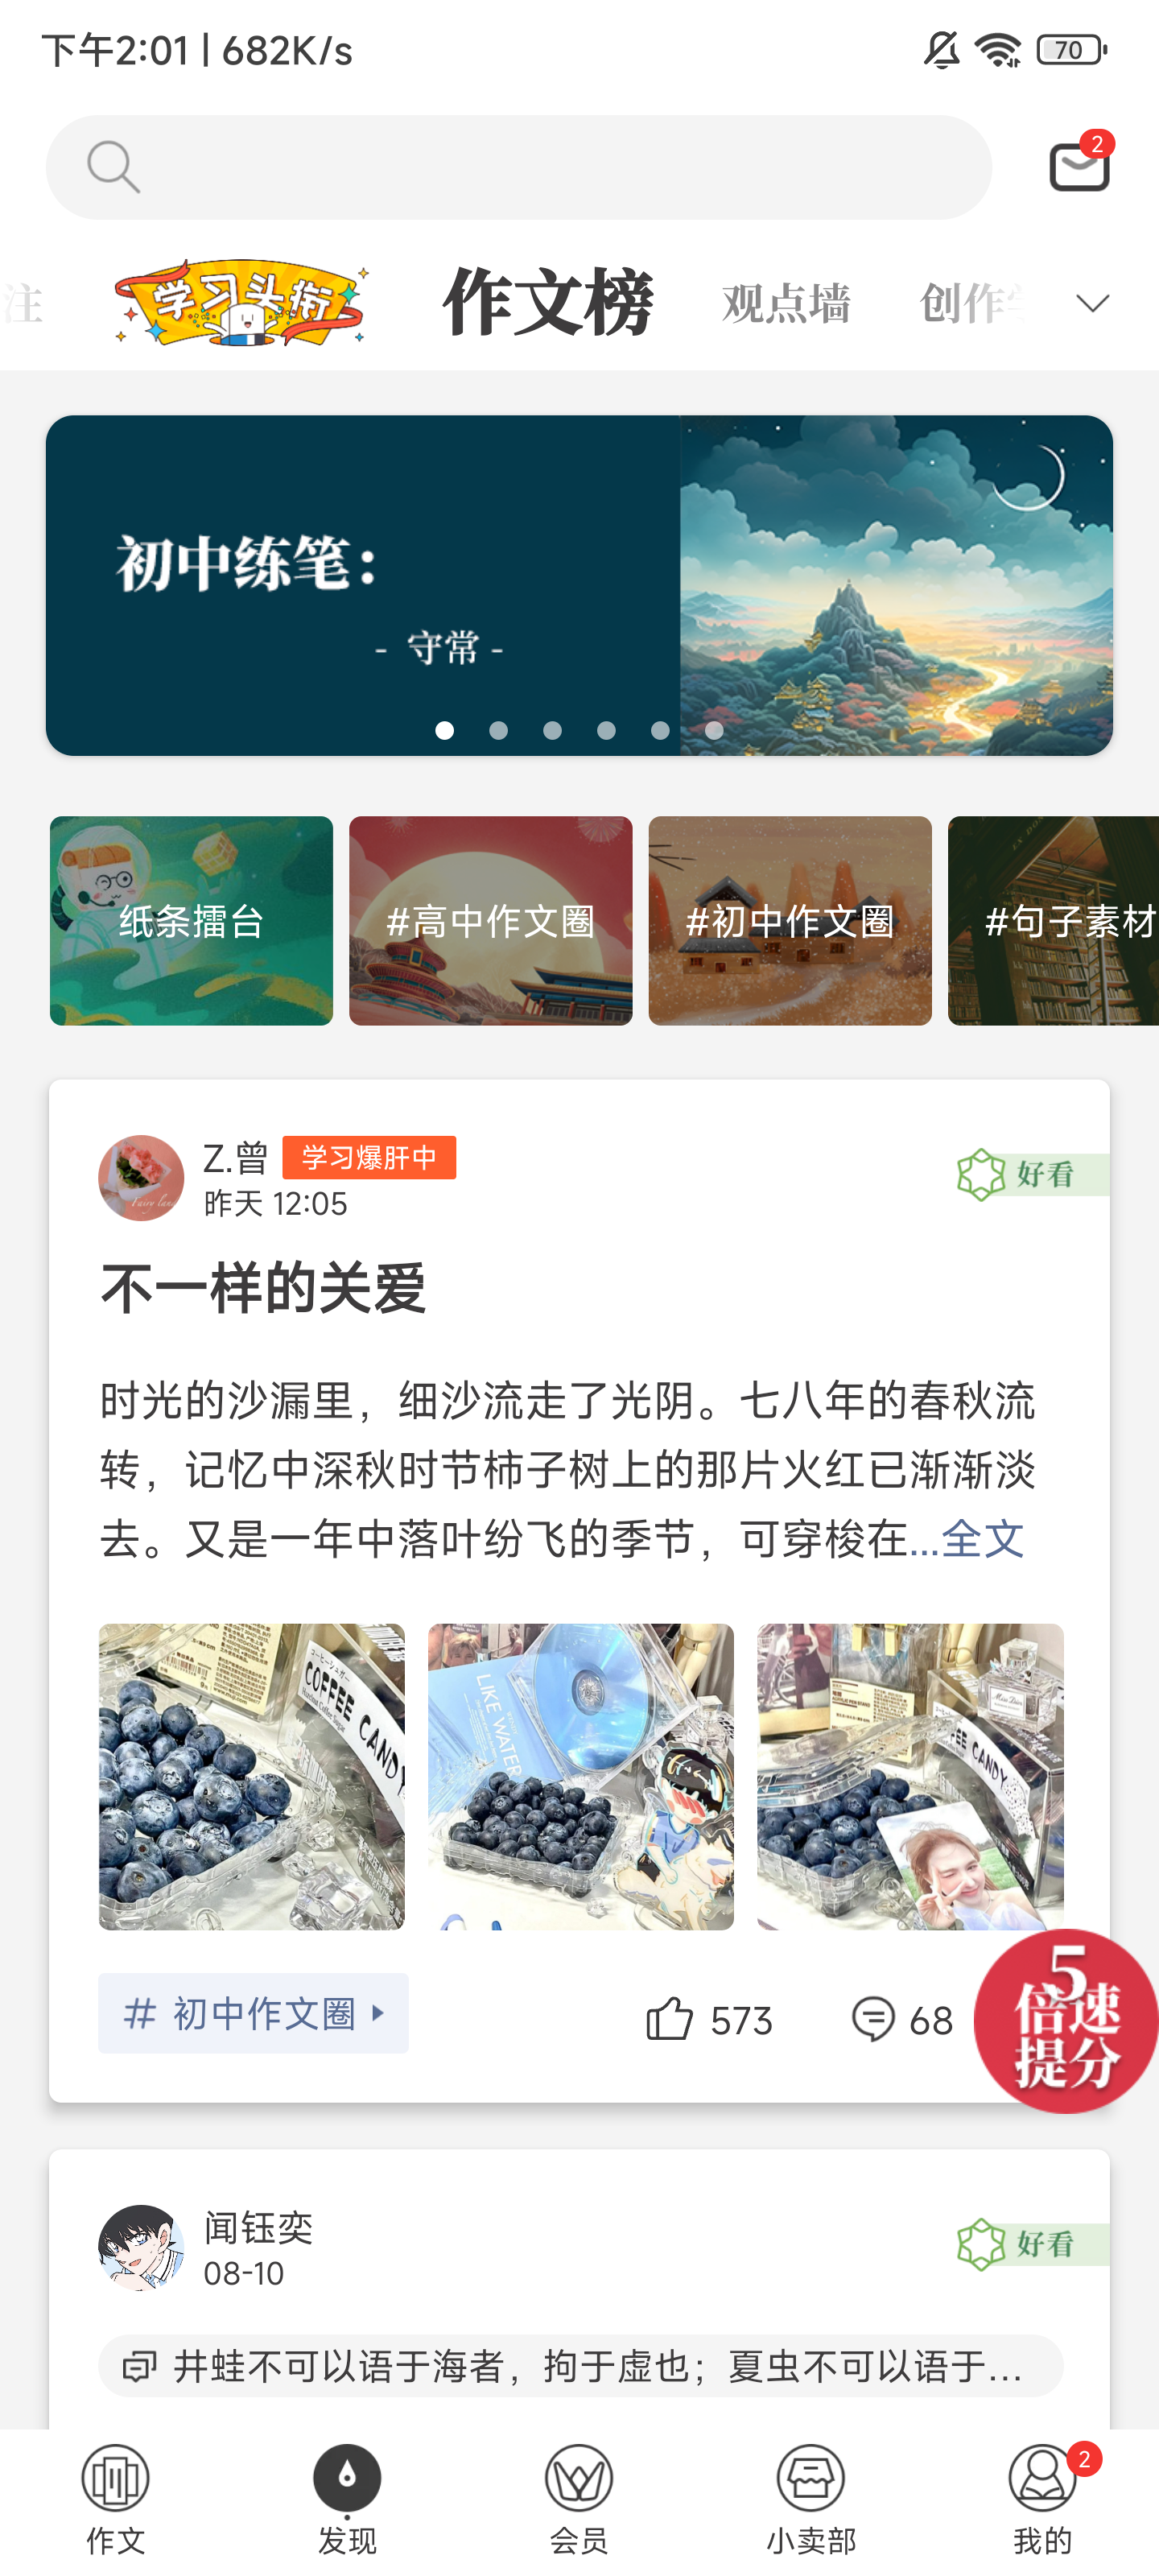 下午2:01 | 682K/s
70
2
注
学习头衔
作文榜
观点墙
创作
初中练笔：
- 守常 -
纸条擂台
#高中作文圈
#初中作文圈
#句子素材
Z.曾 学习爆肝中
昨天 12:05
好看
不一样的关爱
时光的沙漏里，细沙流走了光阴。七八年的春秋流
转，记忆中深秋时节柿子树上的那片火红已渐渐淡
去。又是一年中落叶纷飞的季节，可穿梭在...全文
COFFEE CANDY
LIKE WATER
COFFEE CANDY
# 初中作文圈
573
68
5
倍速
提分
闻钰奕
08-10
好看
井蛙不可以语于海者，拘于虚也；夏虫不可以语于...
作文
发现
会员
小卖部
我的
2